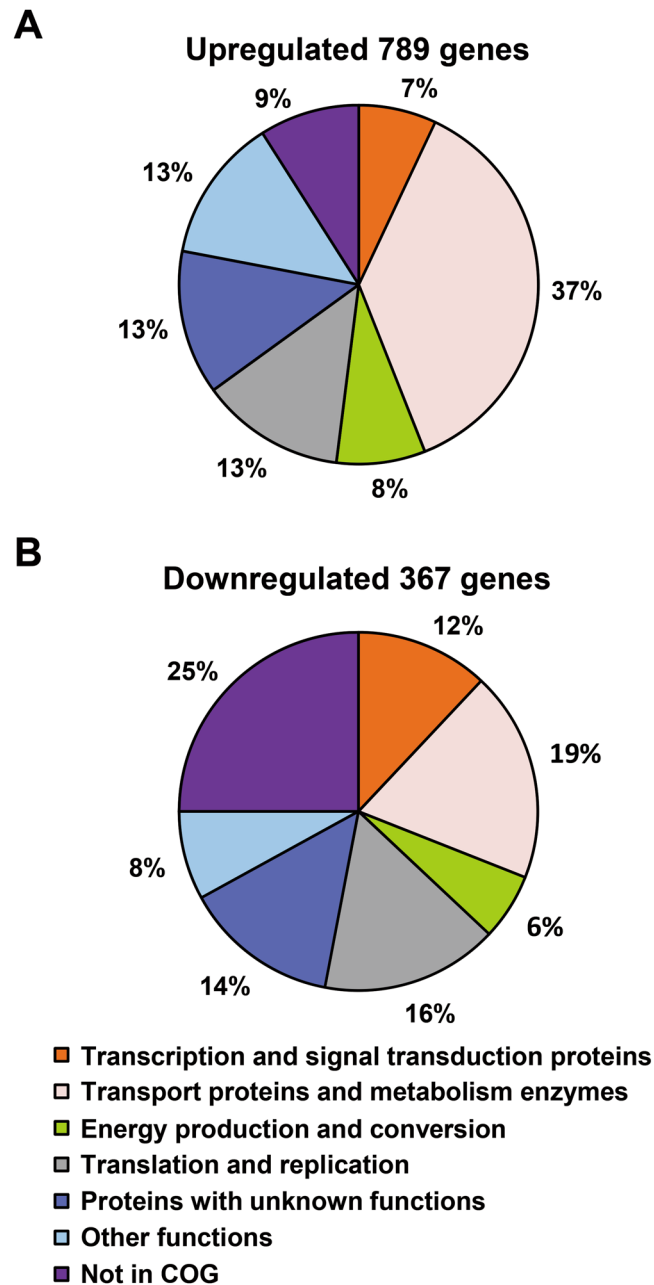 A
Upregulated 789 genes
9%
7%
13%
37%
13%
13%
8%
B
Downregulated 367 genes
12%
25%
19%
8%
6%
14%
16%
Transcription and signal transduction proteins
Transport proteins and metabolism enzymes
Energy production and conversion
Translation and replication
Proteins with unknown functions
Other functions
Not in COG